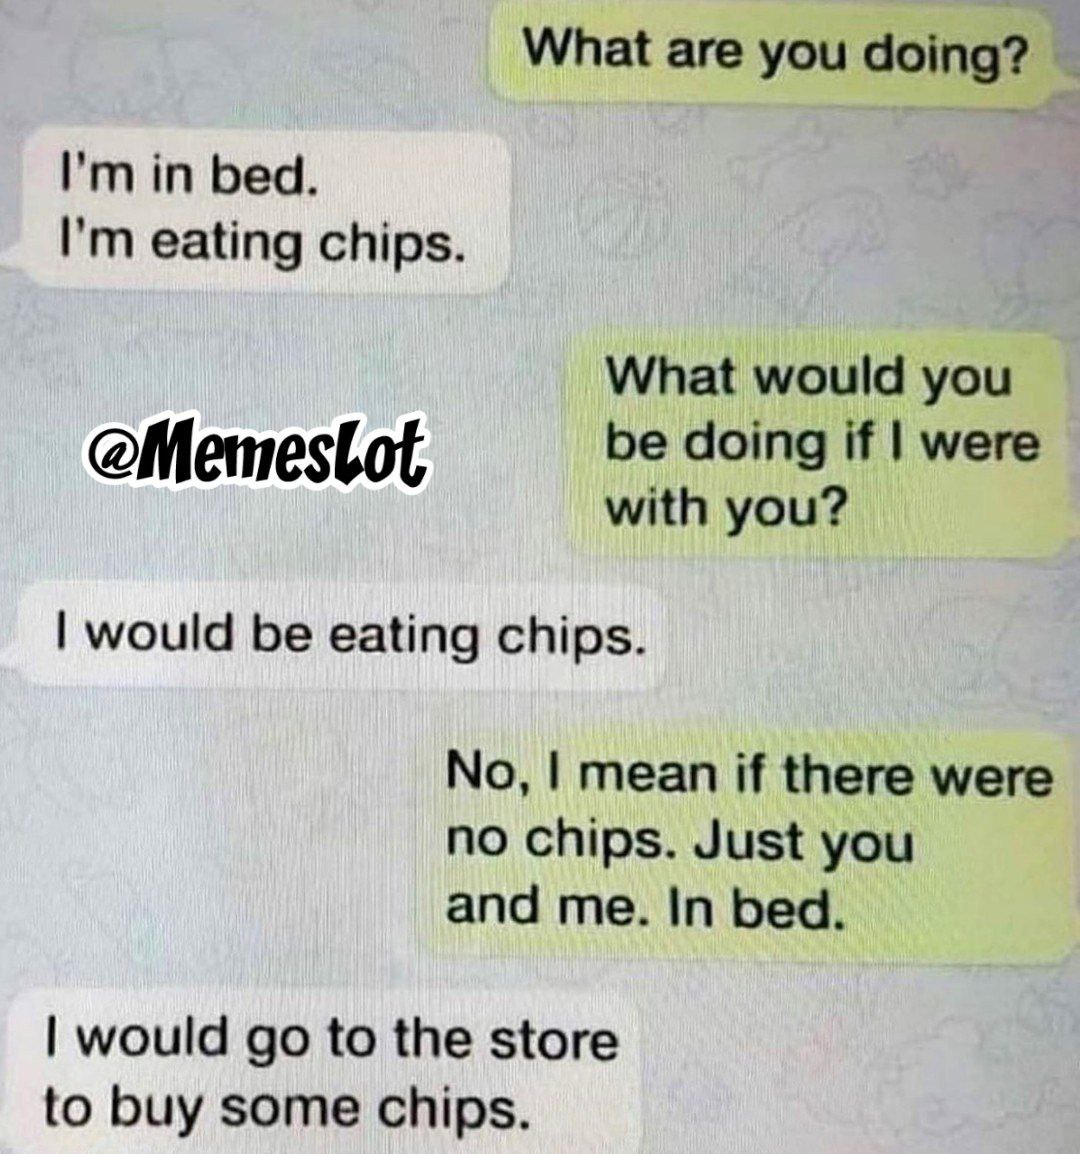 What are you doing?
I'm in bed.
I'm eating chips.
What would you
be doing if I were
with you?
@MemesLot
I would be eating chips.
No, I mean if there were
no chips. Just you
and me. In bed.
I would go to the store
to buy some chips.